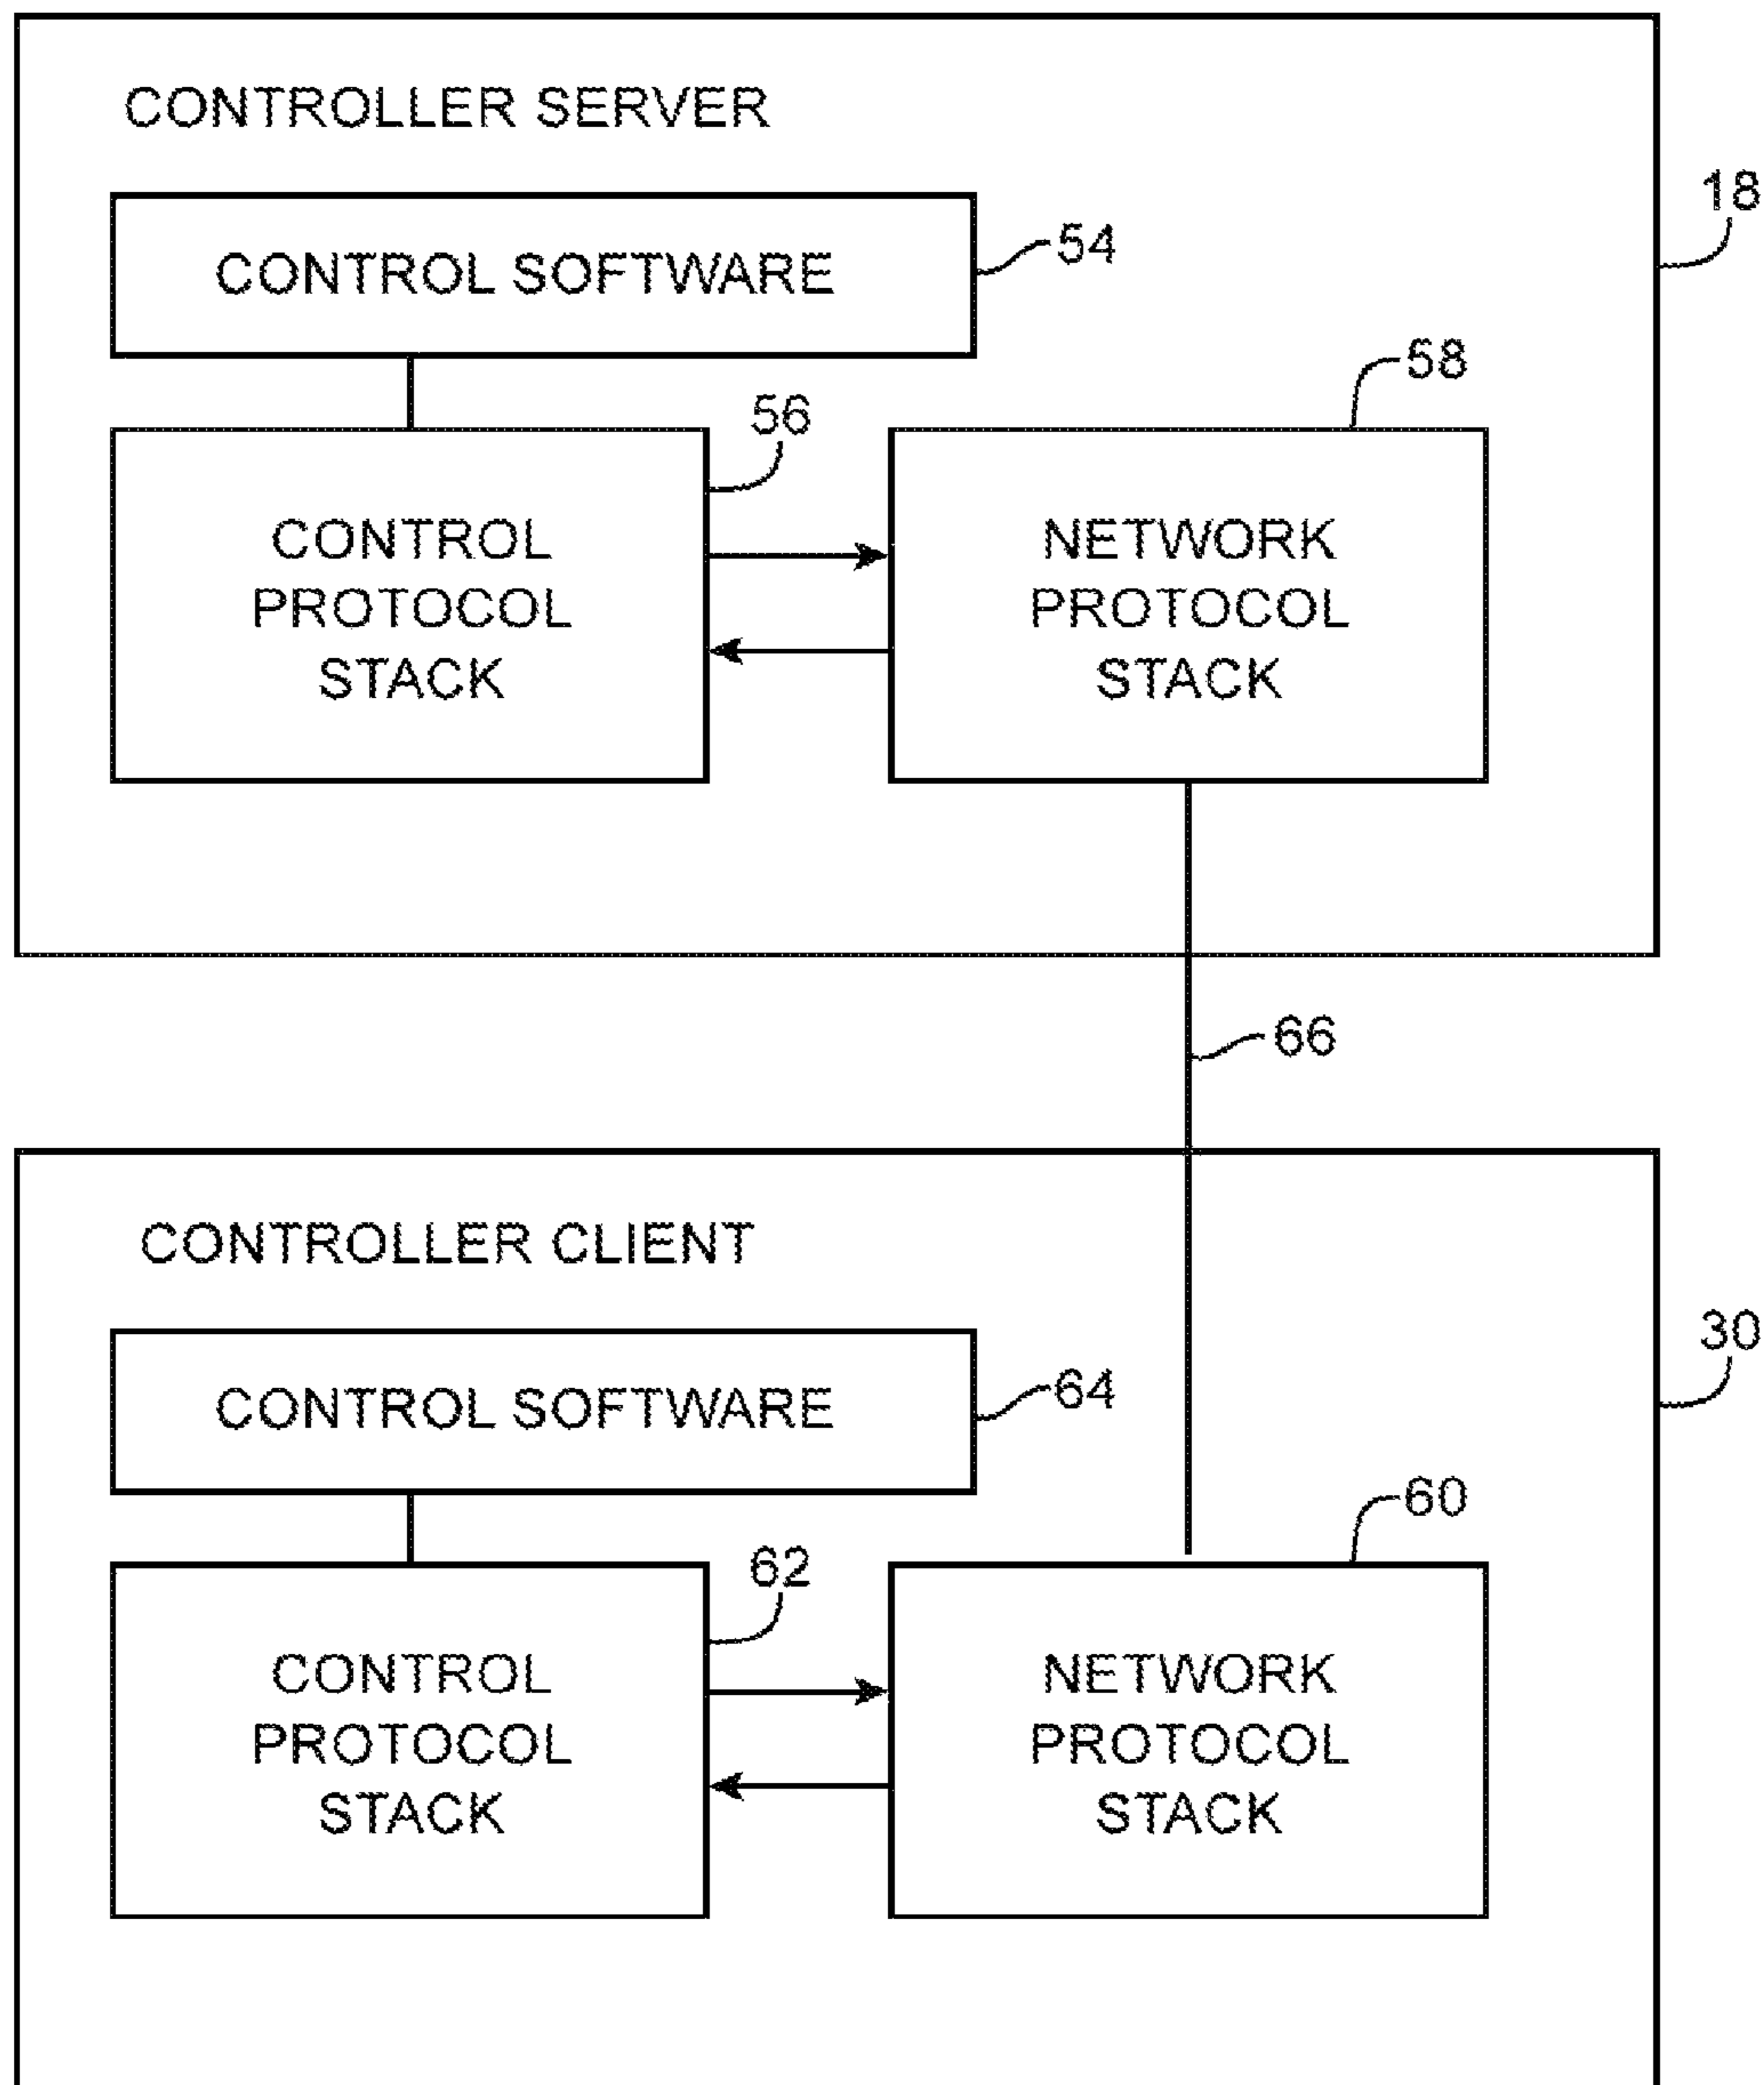 CONTROLLER SERVER
18
CONTROL SOFTWARE
54
58
56
CONTROL
PROTOCOL
STACK
NETWORK
PROTOCOL
STACK
66
CONTROLLER CLIENT
30
CONTROL SOFTWARE
64
60
62
CONTROL
PROTOCOL
STACK
NETWORK
PROTOCOL
STACK